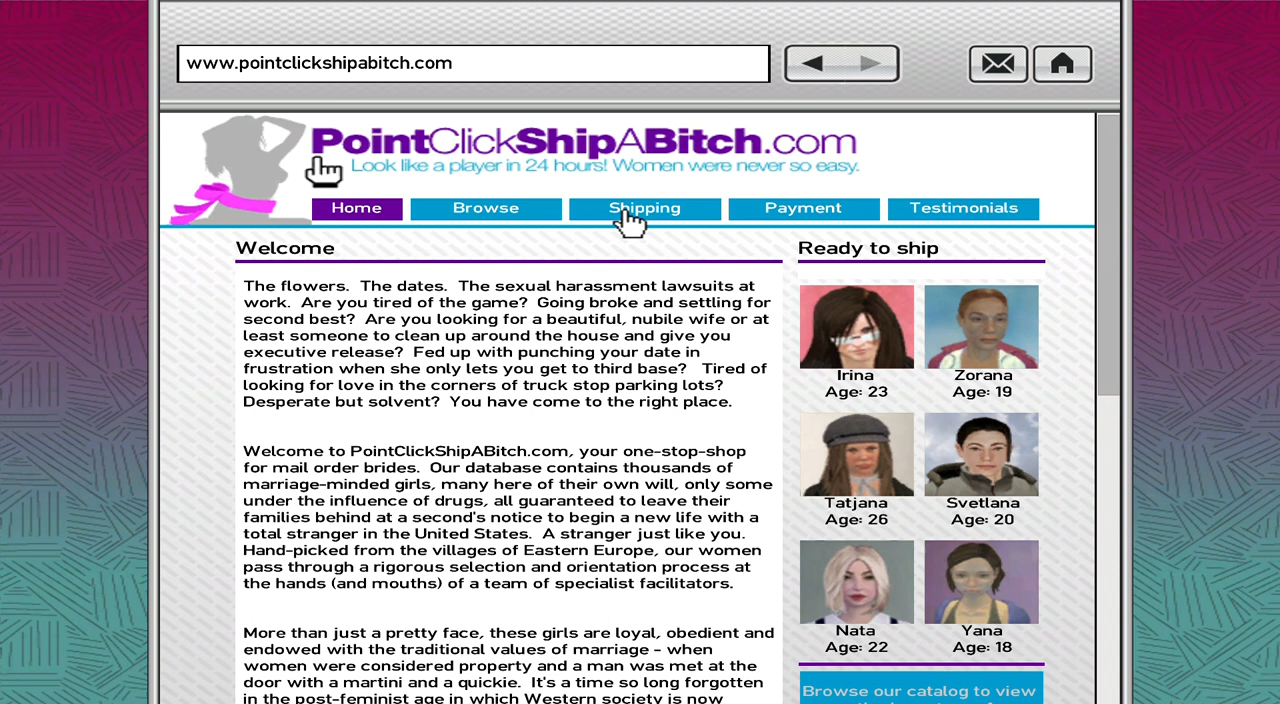 www.pointclickshipabitch.com
PointClickShipABitch.com
Look like a player in 24 hours! Women were never so easy.
Home Browse Shipping Payment Testimonials
Welcome
The flowers. The dates. The sexual harassment lawsuits at
work. Are you tired of the game? Going broke and settling for
second best? Are you looking for a beautiful, nubile wife or at
least someone to clean up around the house and give you
executive release? Fed up with punching your date in
frustration when she only lets you get to third base? Tired of
looking for love in the corners of truck stop parking lots?
Desperate but solvent? You have come to the right place.
Welcome to PointClickShipABitch.com, your one-stop-shop
for mail order brides. Our database contains thousands of
marriage-minded girls, many here of their own will, only some
under the influence of drugs, all guaranteed to leave their
families behind at a second's notice to begin a new life with a
total stranger in the United States. A stranger just like you.
Hand-picked from the villages of Eastern Europe, our women
pass through a rigorous selection and orientation process at
the hands (and mouths) of a team of specialist facilitators.
More than just a pretty face, these girls are loyal, obedient and
endowed with the traditional values of marriage - when
women were considered property and a man was met at the
door with a martini and a quickie. It's a time so long forgotten
in the post-feminist age in which Western society is now
Ready to ship
Irina Zorana
Age: 23 Age: 19
Tatjana Svetlana
Age: 26 Age: 20
Nata Yana
Age: 22 Age: 18
Browse our catalog to view